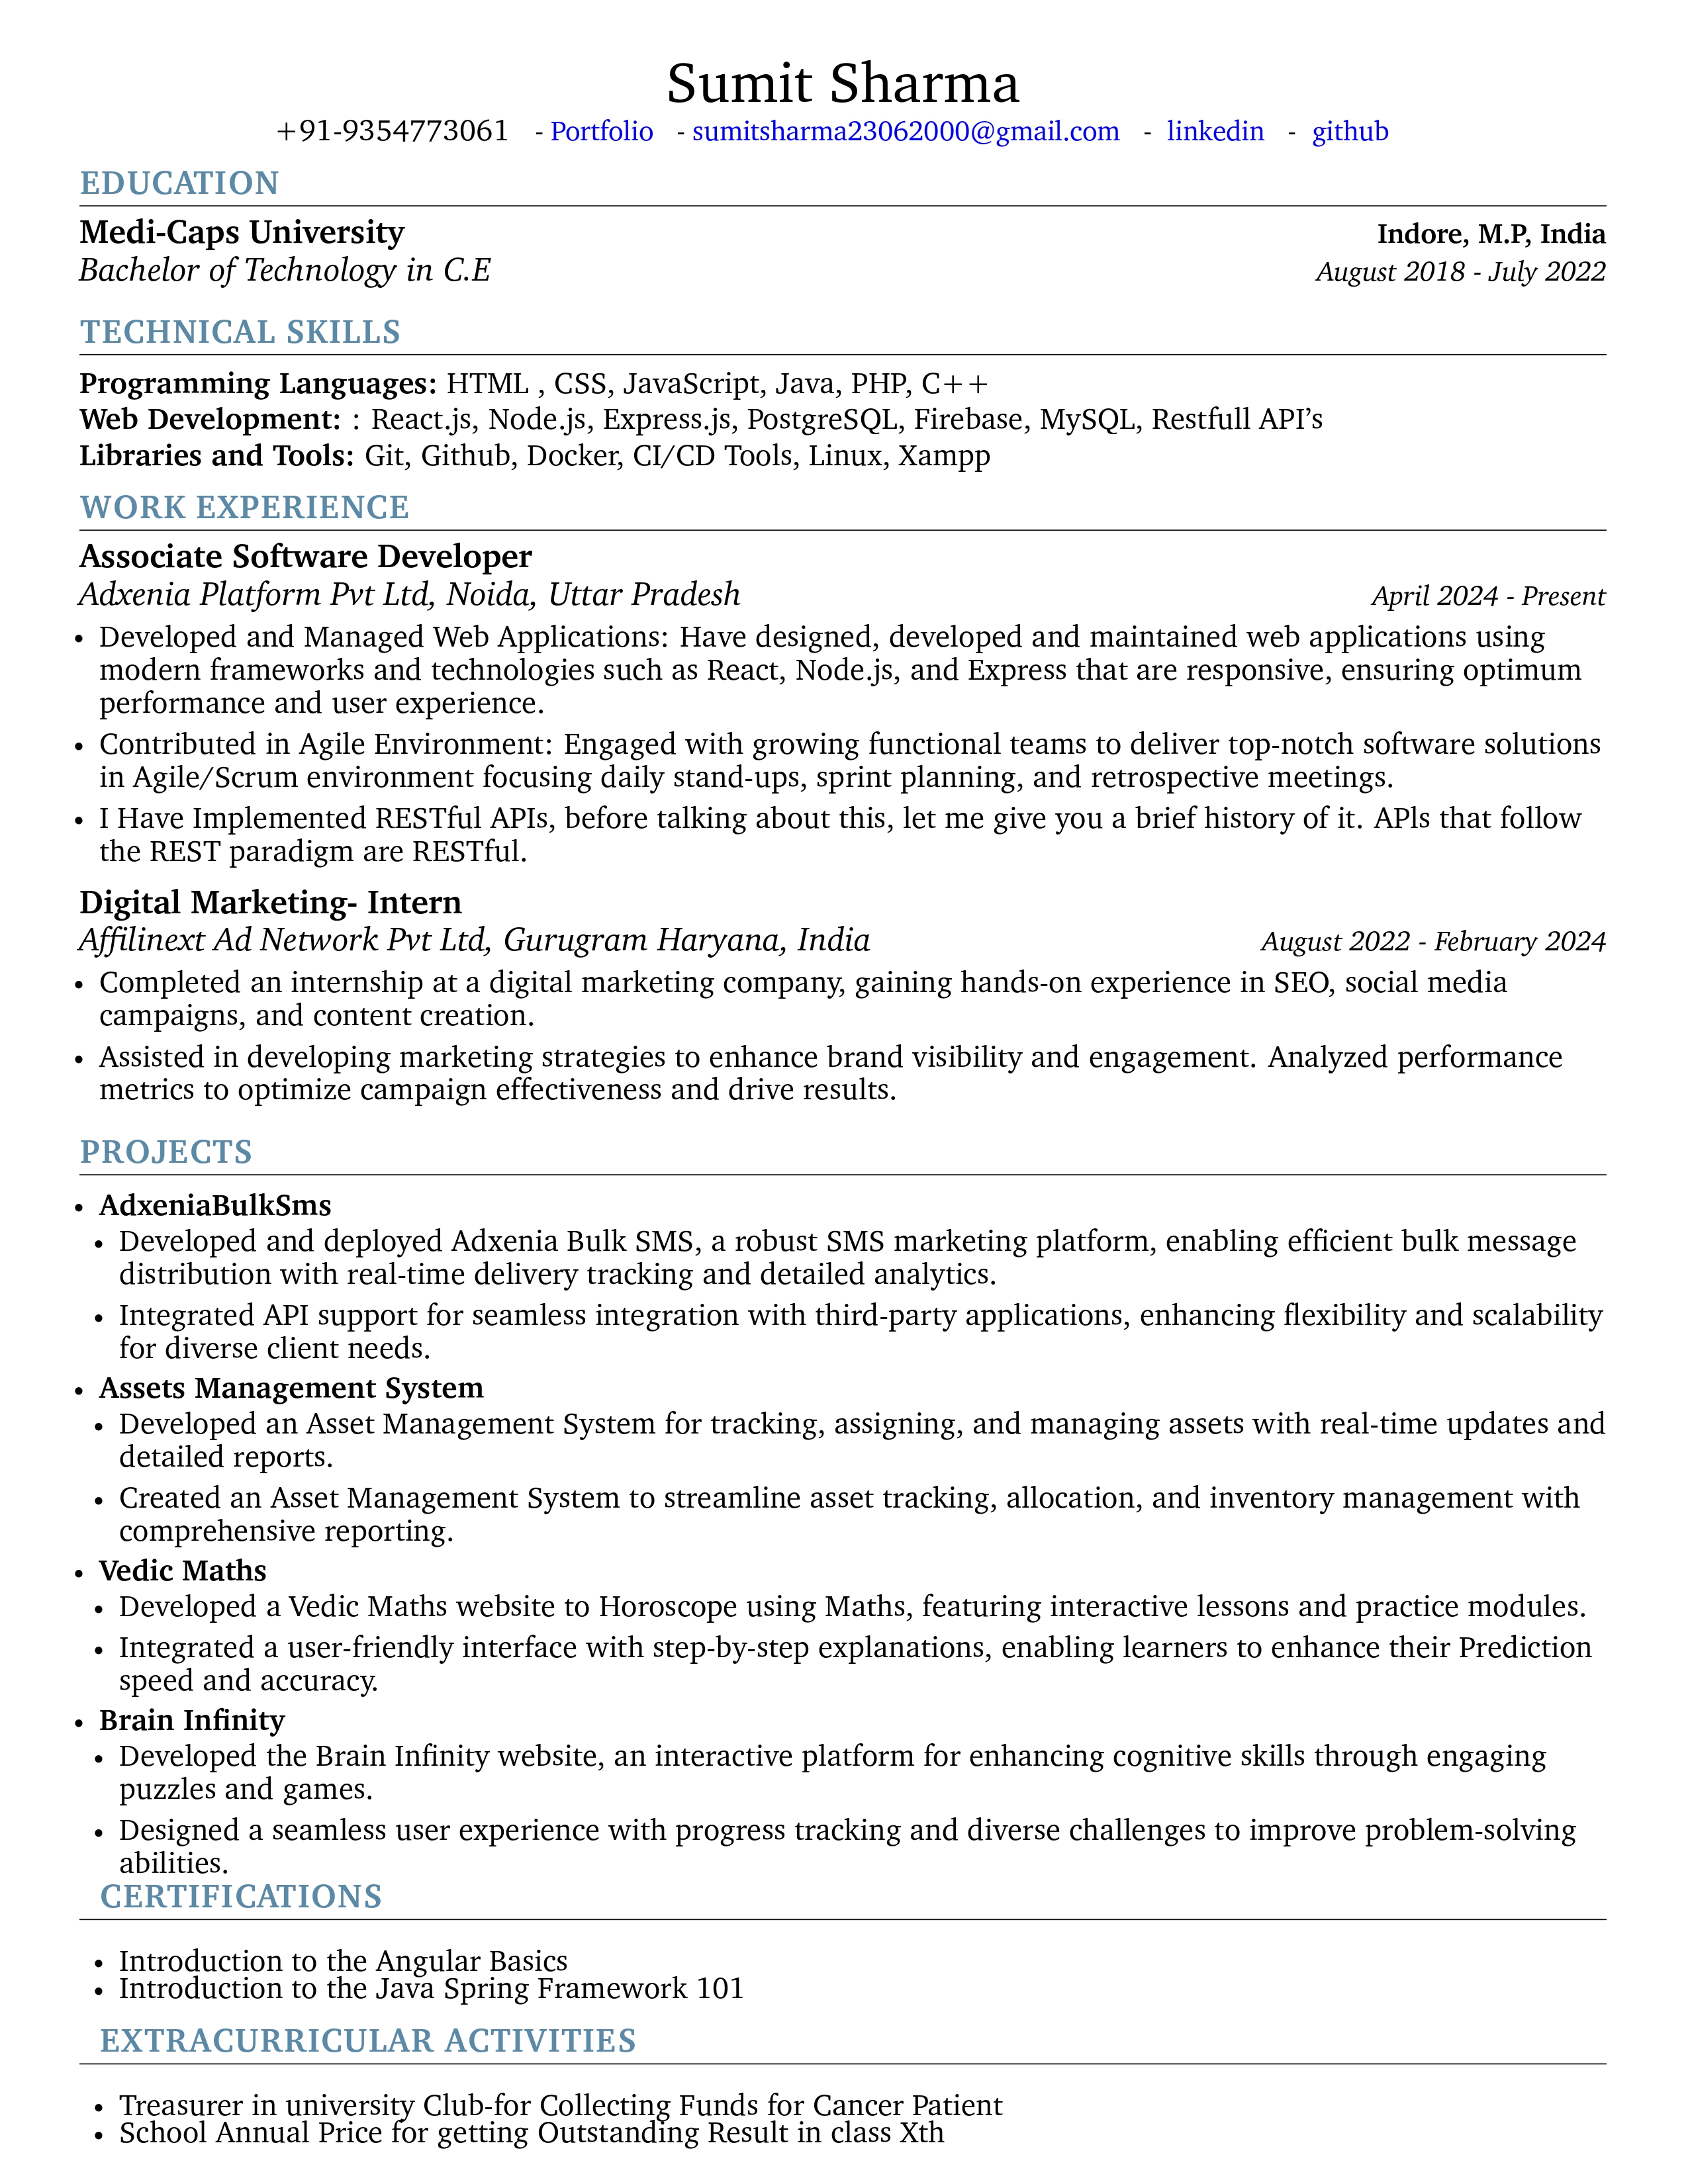 Sumit Sharma
+91-9354773061 - Portfolio - sumitsharma23062000@gmail.com - linkedin - github
EDUCATION
Medi-Caps University Indore, M.P, India
Bachelor of Technology in C.E August 2018 - July 2022
TECHNICAL SKILLS
Programming Languages: HTML , CSS, JavaScript, Java, PHP, C++
Web Development: : React.js, Node.js, Express.js, PostgreSQL, Firebase, MySQL, Restfull API’s
Libraries and Tools: Git, Github, Docker, CI/CD Tools, Linux, Xampp
WORK EXPERIENCE
Associate Software Developer
Adxenia Platform Pvt Ltd, Noida, Uttar Pradesh April 2024 - Present
• Developed and Managed Web Applications: Have designed, developed and maintained web applications using
modern frameworks and technologies such as React, Node.js, and Express that are responsive, ensuring optimum
performance and user experience.
• Contributed in Agile Environment: Engaged with growing functional teams to deliver top-notch software solutions
in Agile/Scrum environment focusing daily stand-ups, sprint planning, and retrospective meetings.
• I Have Implemented RESTful APIs, before talking about this, let me give you a brief history of it. APls that follow
the REST paradigm are RESTful.
Digital Marketing- Intern
Affilinext Ad Network Pvt Ltd, Gurugram Haryana, India August 2022 - February 2024
• Completed an internship at a digital marketing company, gaining hands-on experience in SEO, social media
campaigns, and content creation.
• Assisted in developing marketing strategies to enhance brand visibility and engagement. Analyzed performance
metrics to optimize campaign effectiveness and drive results.
PROJECTS
• AdxeniaBulkSms
• Developed and deployed Adxenia Bulk SMS, a robust SMS marketing platform, enabling efficient bulk message
distribution with real-time delivery tracking and detailed analytics.
• Integrated API support for seamless integration with third-party applications, enhancing flexibility and scalability
for diverse client needs.
• Assets Management System
• Developed an Asset Management System for tracking, assigning, and managing assets with real-time updates and
detailed reports.
• Created an Asset Management System to streamline asset tracking, allocation, and inventory management with
comprehensive reporting.
• Vedic Maths
• Developed a Vedic Maths website to Horoscope using Maths, featuring interactive lessons and practice modules.
• Integrated a user-friendly interface with step-by-step explanations, enabling learners to enhance their Prediction
speed and accuracy.
• Brain Infinity
• Developed the Brain Infinity website, an interactive platform for enhancing cognitive skills through engaging
puzzles and games.
• Designed a seamless user experience with progress tracking and diverse challenges to improve problem-solving
abilities.
CERTIFICATIONS
• Introduction to the Angular Basics
• Introduction to the Java Spring Framework 101
EXTRACURRICULAR ACTIVITIES
• Treasurer in university Club-for Collecting Funds for Cancer Patient
• School Annual Price for getting Outstanding Result in class Xth